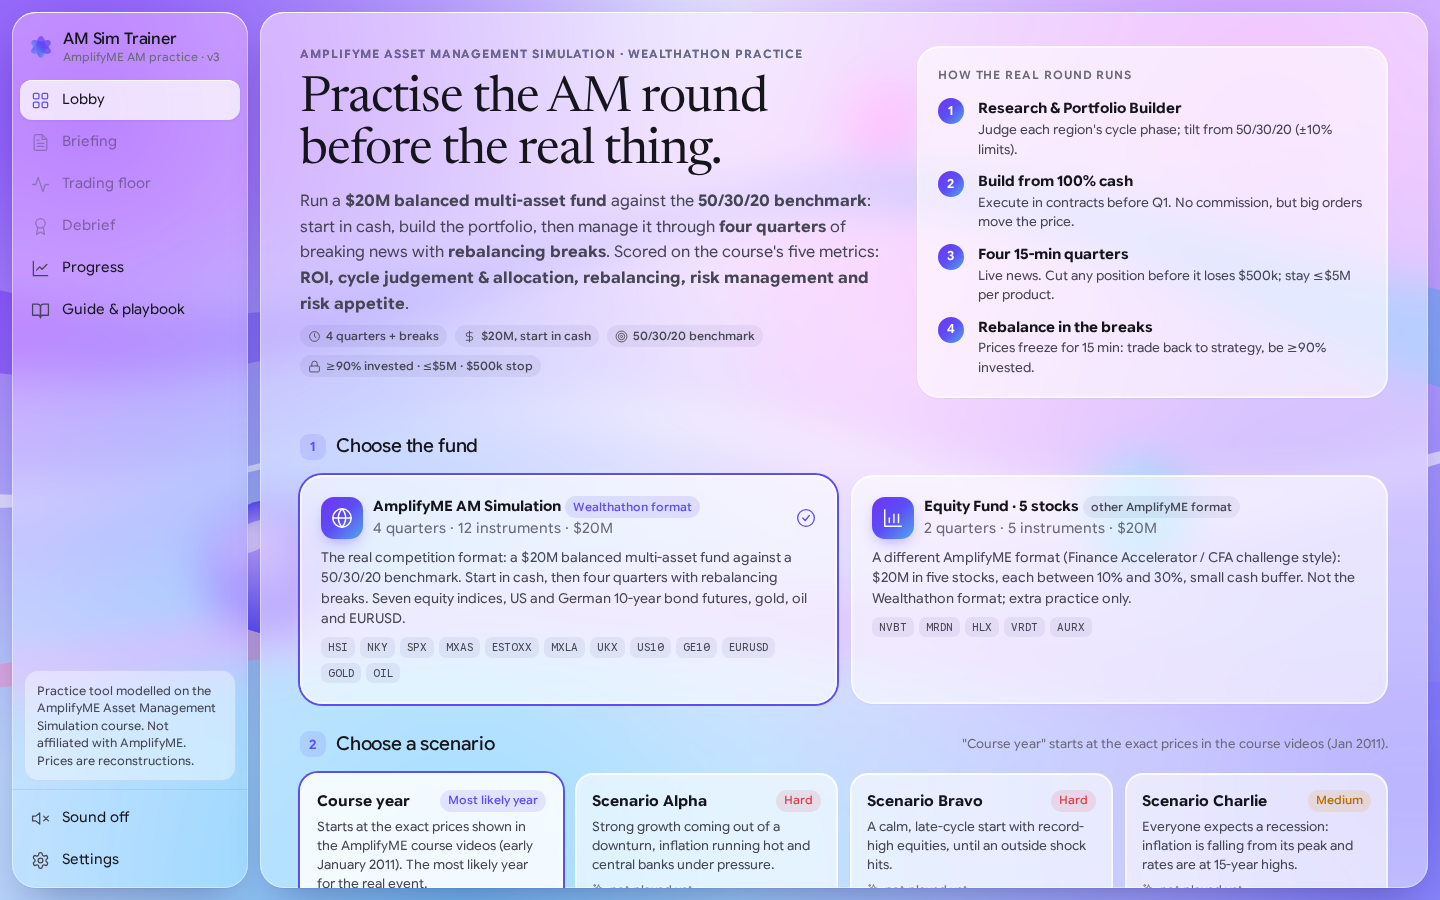 AM Sim Trainer
AmplifyME AM practice · v3
Lobby
Briefing
Trading floor
Debrief
Progress
Guide & playbook
Practice tool modelled on the
AmplifyME Asset Management
Simulation course. Not
affiliated with AmplifyME.
Prices are reconstructions.
Sound off
Settings
AMPLIFYME ASSET MANAGEMENT SIMULATION · WEALTHATHON PRACTICE
Practise the AM round
before the real thing.
Run a $20M balanced multi-asset fund against the 50/30/20 benchmark:
start in cash, build the portfolio, then manage it through four quarters of
breaking news with rebalancing breaks. Scored on the course's five metrics:
ROI, cycle judgement & allocation, rebalancing, risk management and
risk appetite.
4 quarters + breaks
$20M, start in cash
50/30/20 benchmark
≥90% invested · ≤$5M · $500k stop
HOW THE REAL ROUND RUNS
1
Research & Portfolio Builder
Judge each region's cycle phase; tilt from 50/30/20 (±10%
limits).
2
Build from 100% cash
Execute in contracts before Q1. No commission, but big orders
move the price.
3
Four 15-min quarters
Live news. Cut any position before it loses $500k; stay ≤$5M
per product.
4
Rebalance in the breaks
Prices freeze for 15 min: trade back to strategy, be ≥90%
invested.
1 Choose the fund
AmplifyME AM Simulation Wealthathon format
4 quarters · 12 instruments · $20M
The real competition format: a $20M balanced multi-asset fund against a
50/30/20 benchmark. Start in cash, then four quarters with rebalancing
breaks. Seven equity indices, US and German 10-year bond futures, gold, oil
and EURUSD.
HSI NKY SPX MXAS ESTOXX MXLA UKX US10 GE10 EURUSD
GOLD OIL
Equity Fund · 5 stocks other AmplifyME format
2 quarters · 5 instruments · $20M
A different AmplifyME format (Finance Accelerator / CFA challenge style):
$20M in five stocks, each between 10% and 30%, small cash buffer. Not the
Wealthathon format; extra practice only.
NVBT MRDN HLX VRDT AURX
2 Choose a scenario
"Course year" starts at the exact prices in the course videos (Jan 2011).
Course year Most likely year
Starts at the exact prices shown in
the AmplifyME course videos (early
January 2011). The most likely year
for the real event.
Scenario Alpha Hard
Strong growth coming out of a
downturn, inflation running hot and
central banks under pressure.
Scenario Bravo Hard
A calm, late-cycle start with record-
high equities, until an outside shock
hits.
Scenario Charlie Medium
Everyone expects a recession:
inflation is falling from its peak and
rates are at 15-year highs.